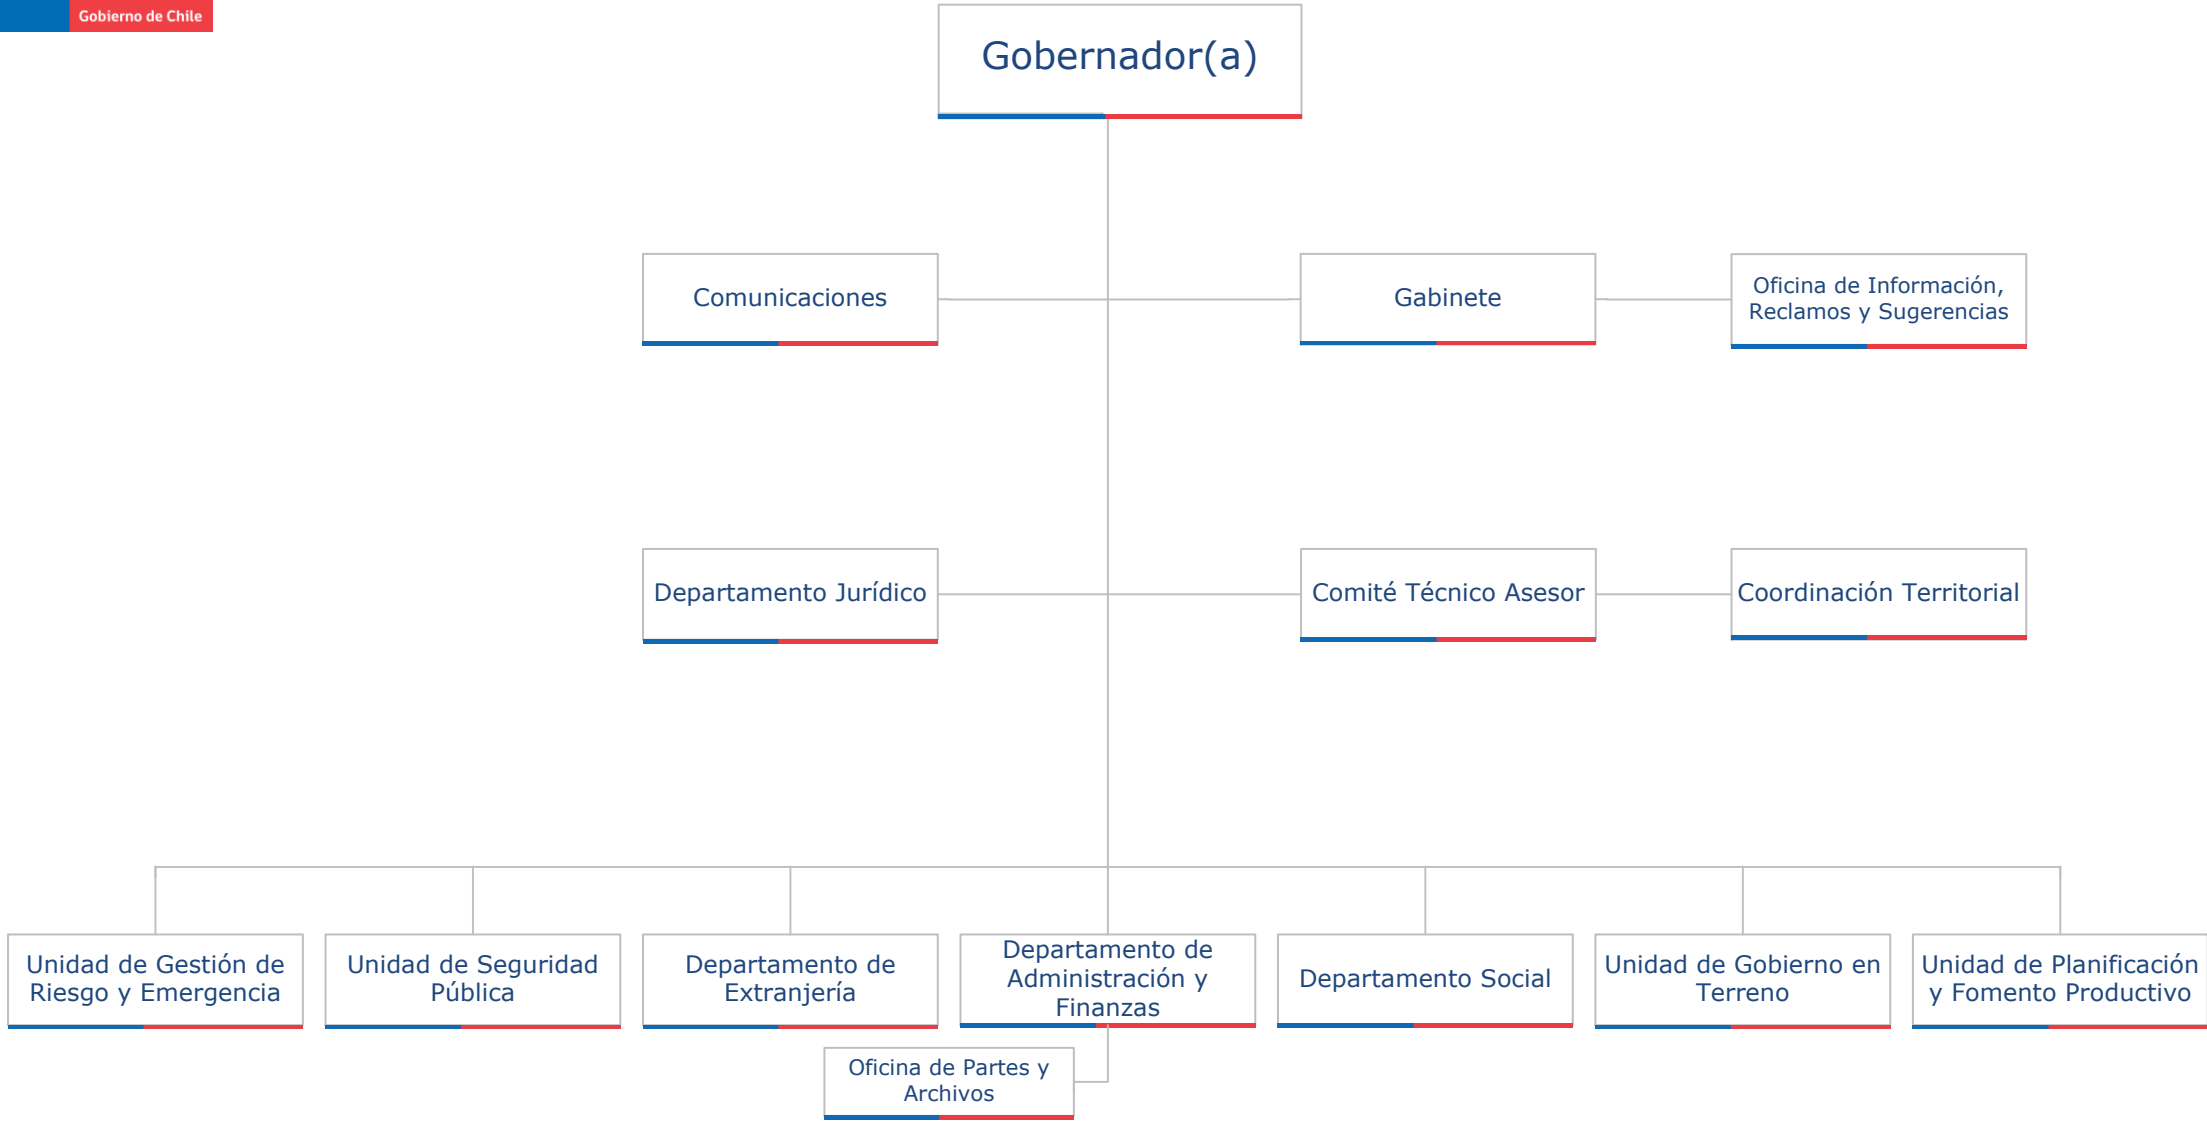 Gobierno de Chile
Gobernador(a)
Comunicaciones
Gabinete
Oficina de Información,
Reclamos y Sugerencias
Departamento Jurídico
Comité Técnico Asesor
Coordinación Territorial
Unidad de Gestión de
Riesgo y Emergencia
Unidad de Seguridad
Pública
Departamento de
Extranjería
Departamento de
Administración y
Finanzas
Departamento Social
Unidad de Gobierno en
Terreno
Unidad de Planificación
y Fomento Productivo
Oficina de Partes y
Archivos